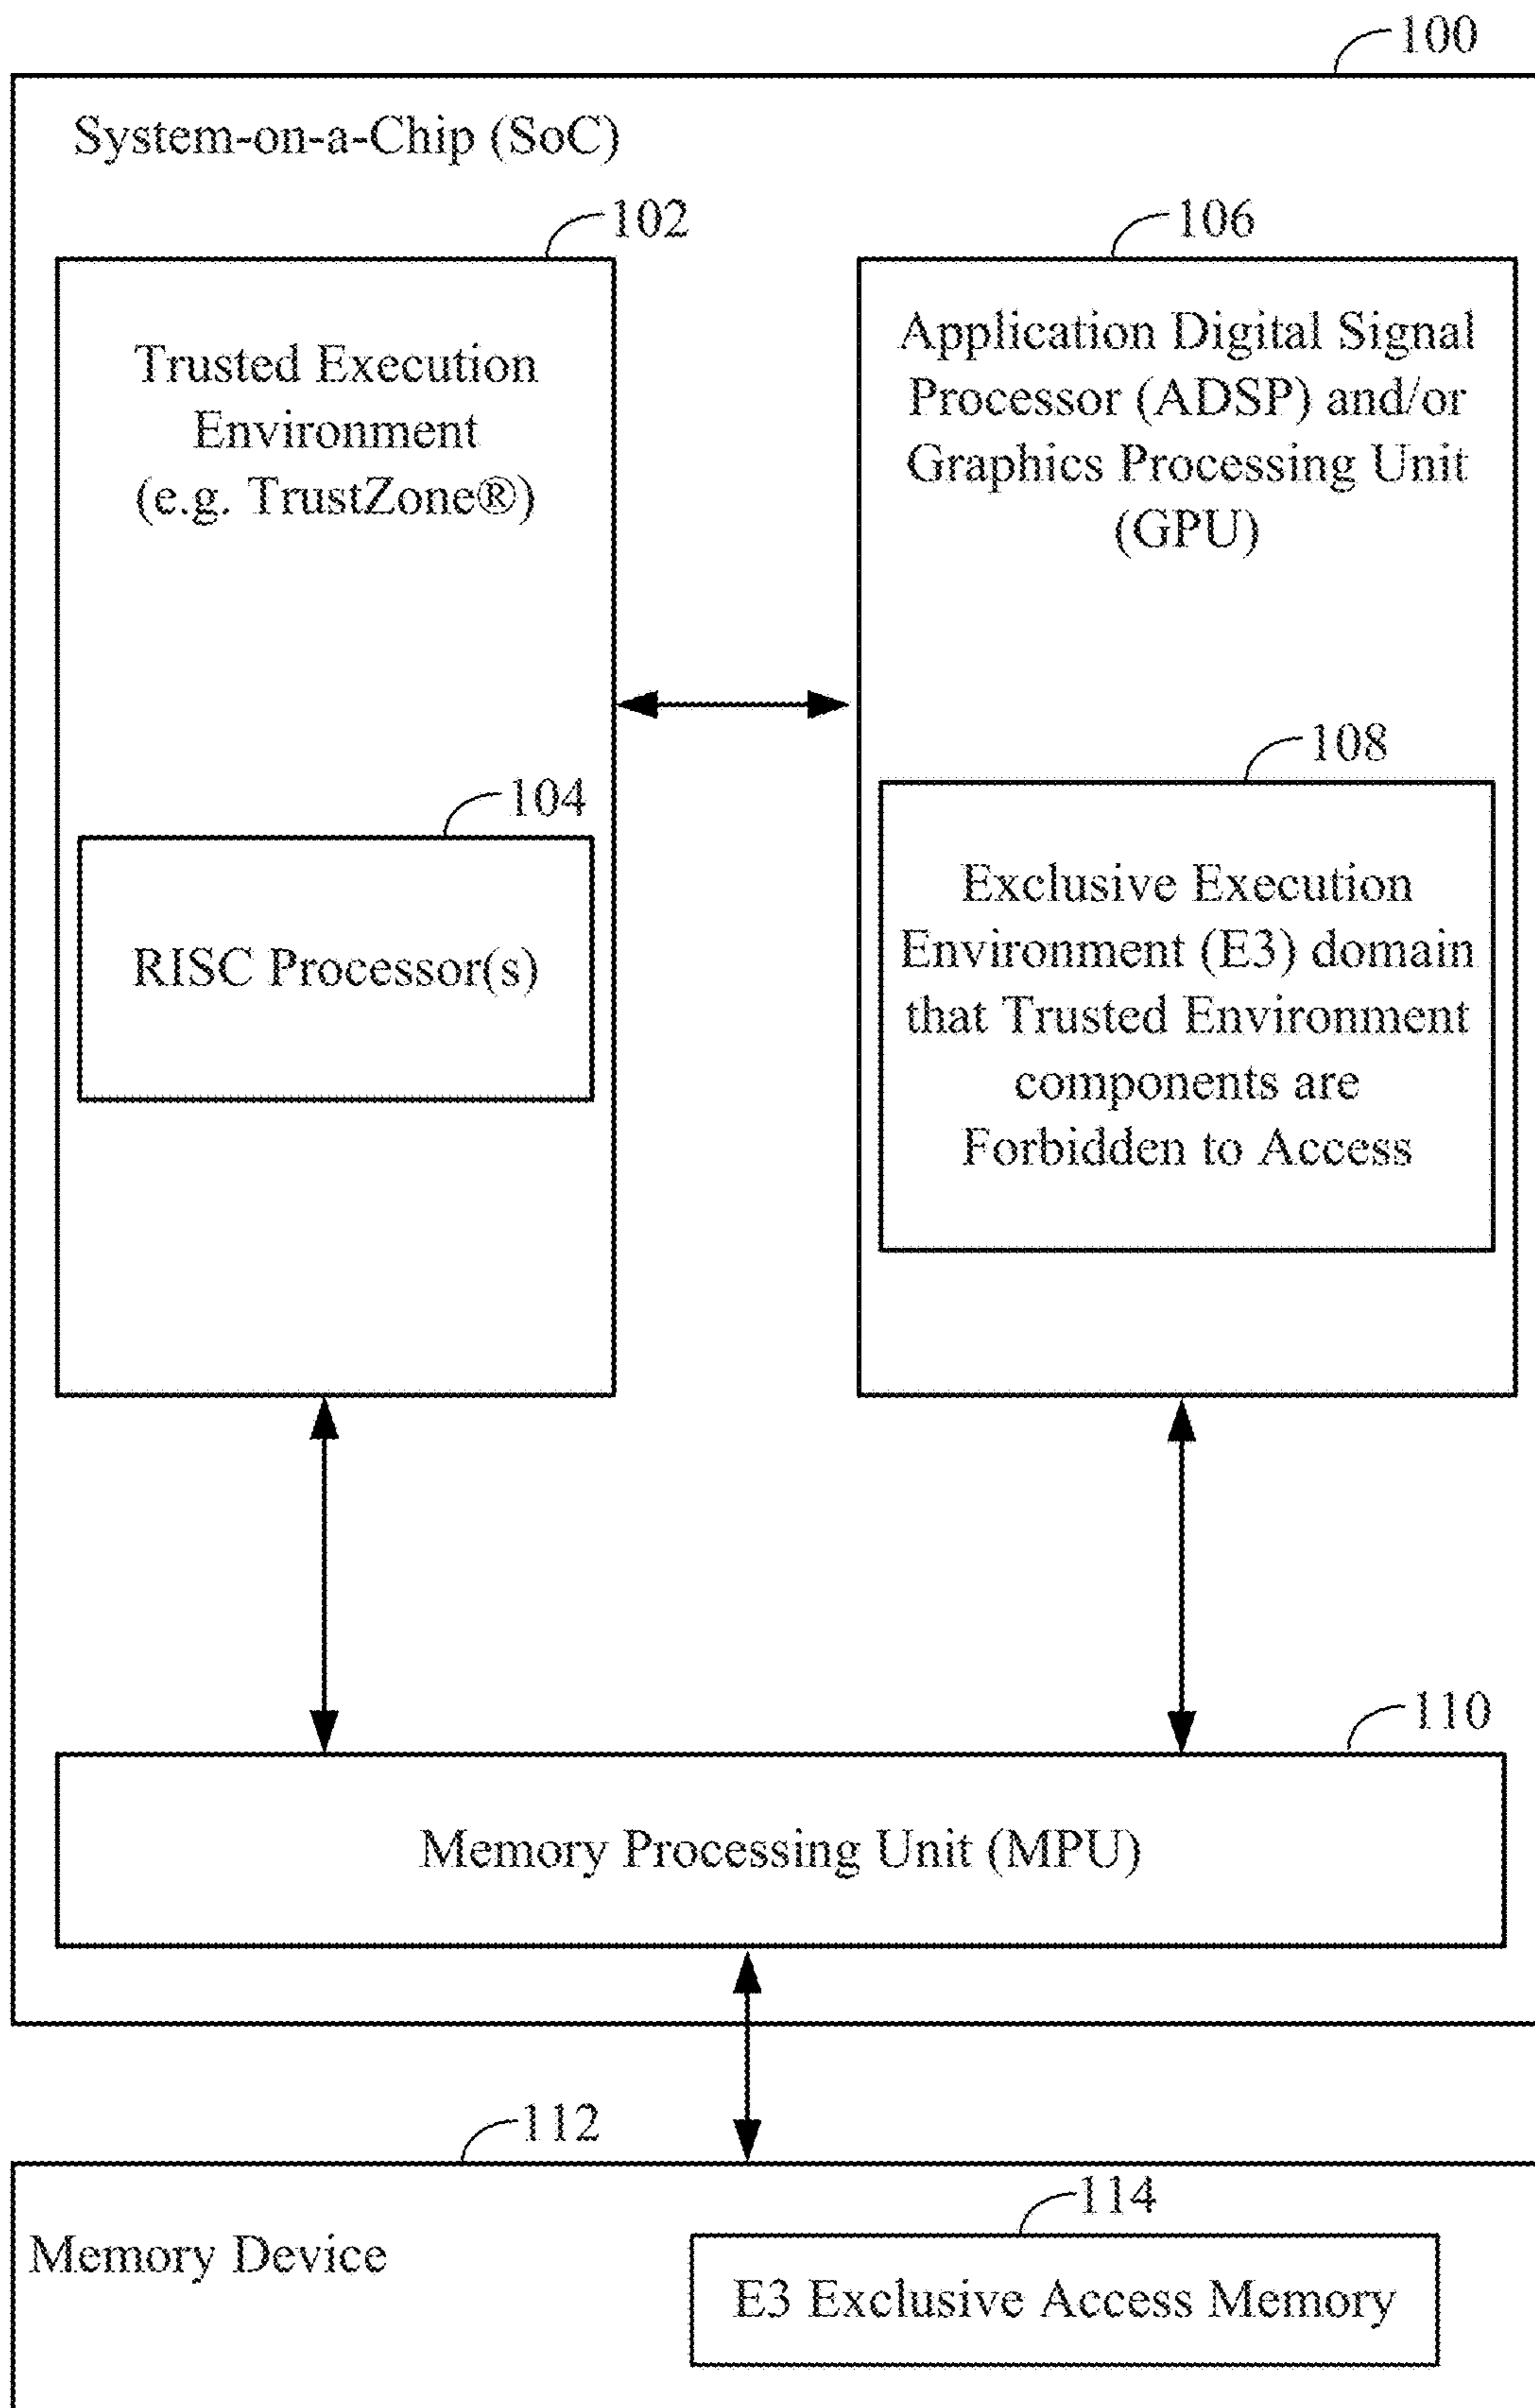 100
System-on-a-Chip (SoC)
102
Trusted Execution
Environment
(e.g. TrustZone®)
104
RISC Processor(s)
106
Application Digital Signal
Processor (ADSP) and/or
Graphics Processing Unit
(GPU)
108
Exclusive Execution
Environment (E3) domain
that Trusted Environment
components are
Forbidden to Access
110
Memory Processing Unit (MPU)
112
Memory Device
114
E3 Exclusive Access Memory